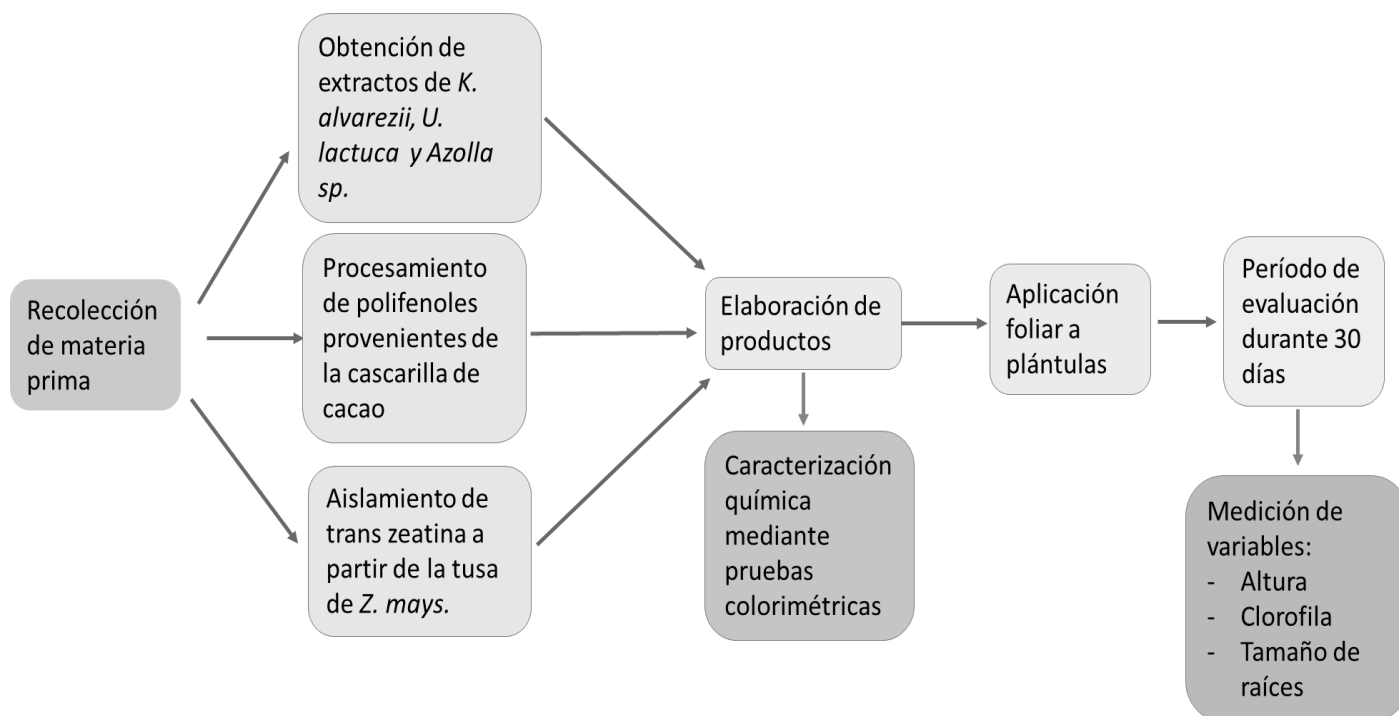 Recolección
de materia
prima
Obtención de
extractos de K.
alvarezii, U.
lactuca y Azolla
sp.
Procesamiento
de polifenoles
provenientes de
la cascarilla de
cacao
Aislamiento de
trans zeatina a
partir de la tusa
de Z. mays.
Elaboración de
productos
Caracterización
química
mediante
pruebas
colorimétricas
Aplicación
foliar a
plántulas
Período de
evaluación
durante 30
días
Medición de
variables:
- Altura
- Clorofila
- Tamaño de
raíces